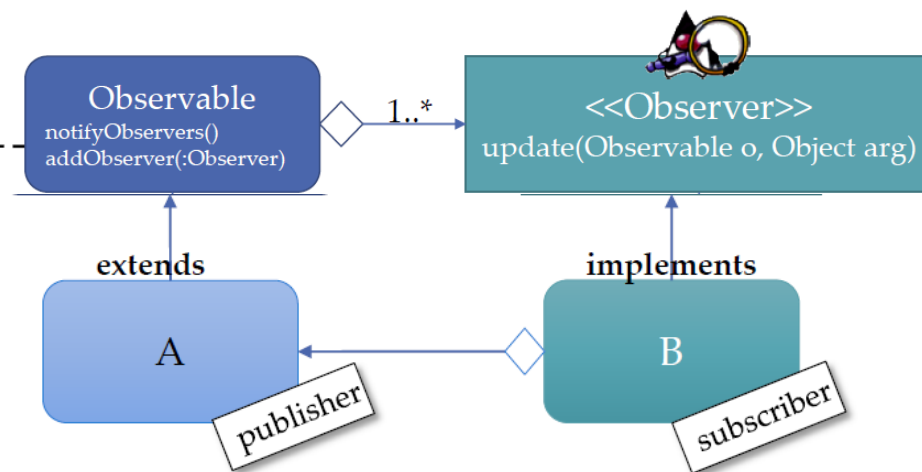 Observable
notifyObservers()
addObserver(:Observer)
1..*
<<Observer>>
update(Observable o, Object arg)
extends
implements
A
B
publisher
subscriber